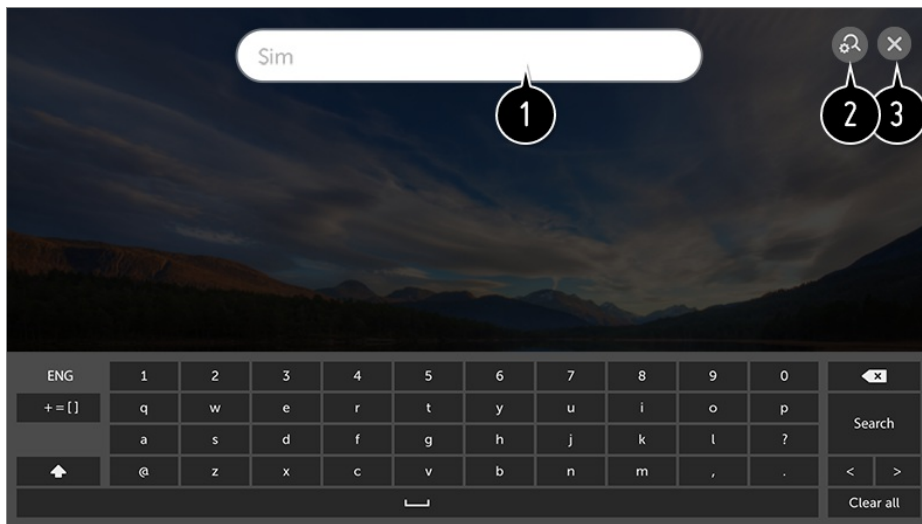 Sim
1
2 3
ENG 1 2 3 4 5 6 7 8 9 0
+=[] q w e r t y u i o p
Search
a s d f g h j k l ?
@ z x c v b n m , . < >
Clear all